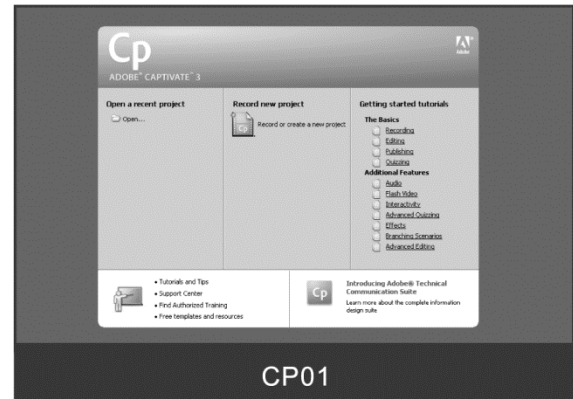 Cp
Adobe
ADOBE® CAPTIVATE™ 3
Open a recent project
Open...
Record new project
Cp
Record or create a new project
Getting started tutorials
The Basics
Recording
Editing
Publishing
Quizzing
Additional Features
Audio
Flash Video
Interactivity
Advanced Quizzing
Effects
Branching Scenarios
Advanced Editing
• Tutorials and Tips
• Support Center
• Find Authorized Training
• Free templates and resources
Cp
Introducing Adobe® Technical
Communication Suite
Learn more about the complete information
design suite
CP01